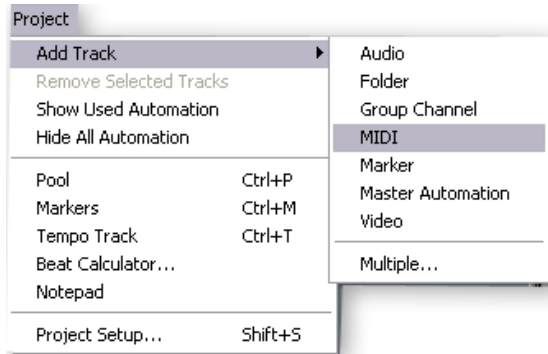 Project
Add Track
Remove Selected Tracks
Show Used Automation
Hide All Automation
Pool Ctrl+P
Markers Ctrl+M
Tempo Track Ctrl+T
Beat Calculator...
Notepad
Project Setup... Shift+S
Audio
Folder
Group Channel
MIDI
Marker
Master Automation
Video
Multiple...